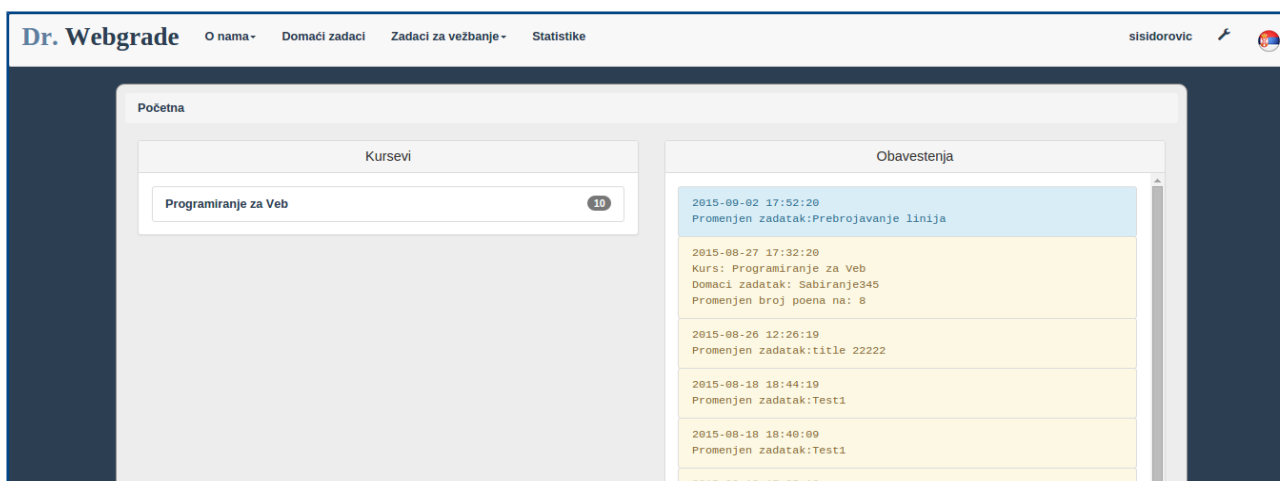 Dr. Webgrade O nama Domaći zadaci Zadaci za vežbanje Statistike sisidorovic
Početna
Kursevi
Programiranje za Veb 10
Obavestenja
2015-09-02 17:52:20
Promenjen zadatak:Prebrojavanje linija
2015-08-27 17:32:20
Kurs: Programiranje za Veb
Domaci zadatak: Sabiranje345
Promenjen broj poena na: 8
2015-08-26 12:26:19
Promenjen zadatak:title 22222
2015-08-18 18:44:19
Promenjen zadatak:Test1
2015-08-18 18:40:09
Promenjen zadatak:Test1